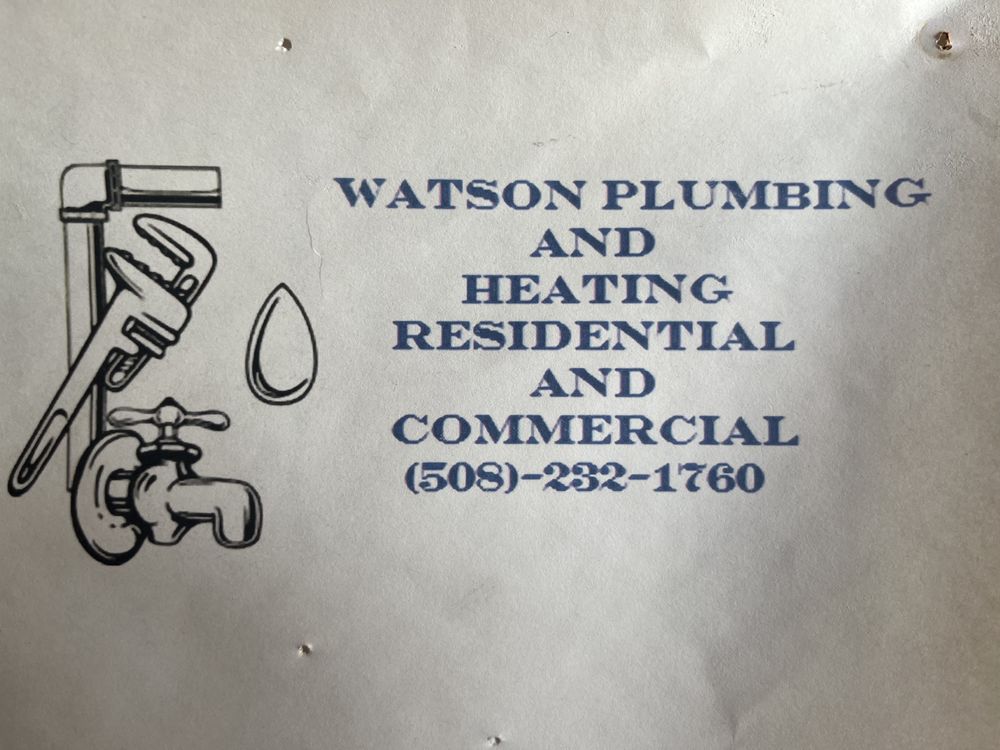 WATSON PLUMBING
AND
HEATING
RESIDENTIAL
AND
COMMERCIAL
(508)-232-1760